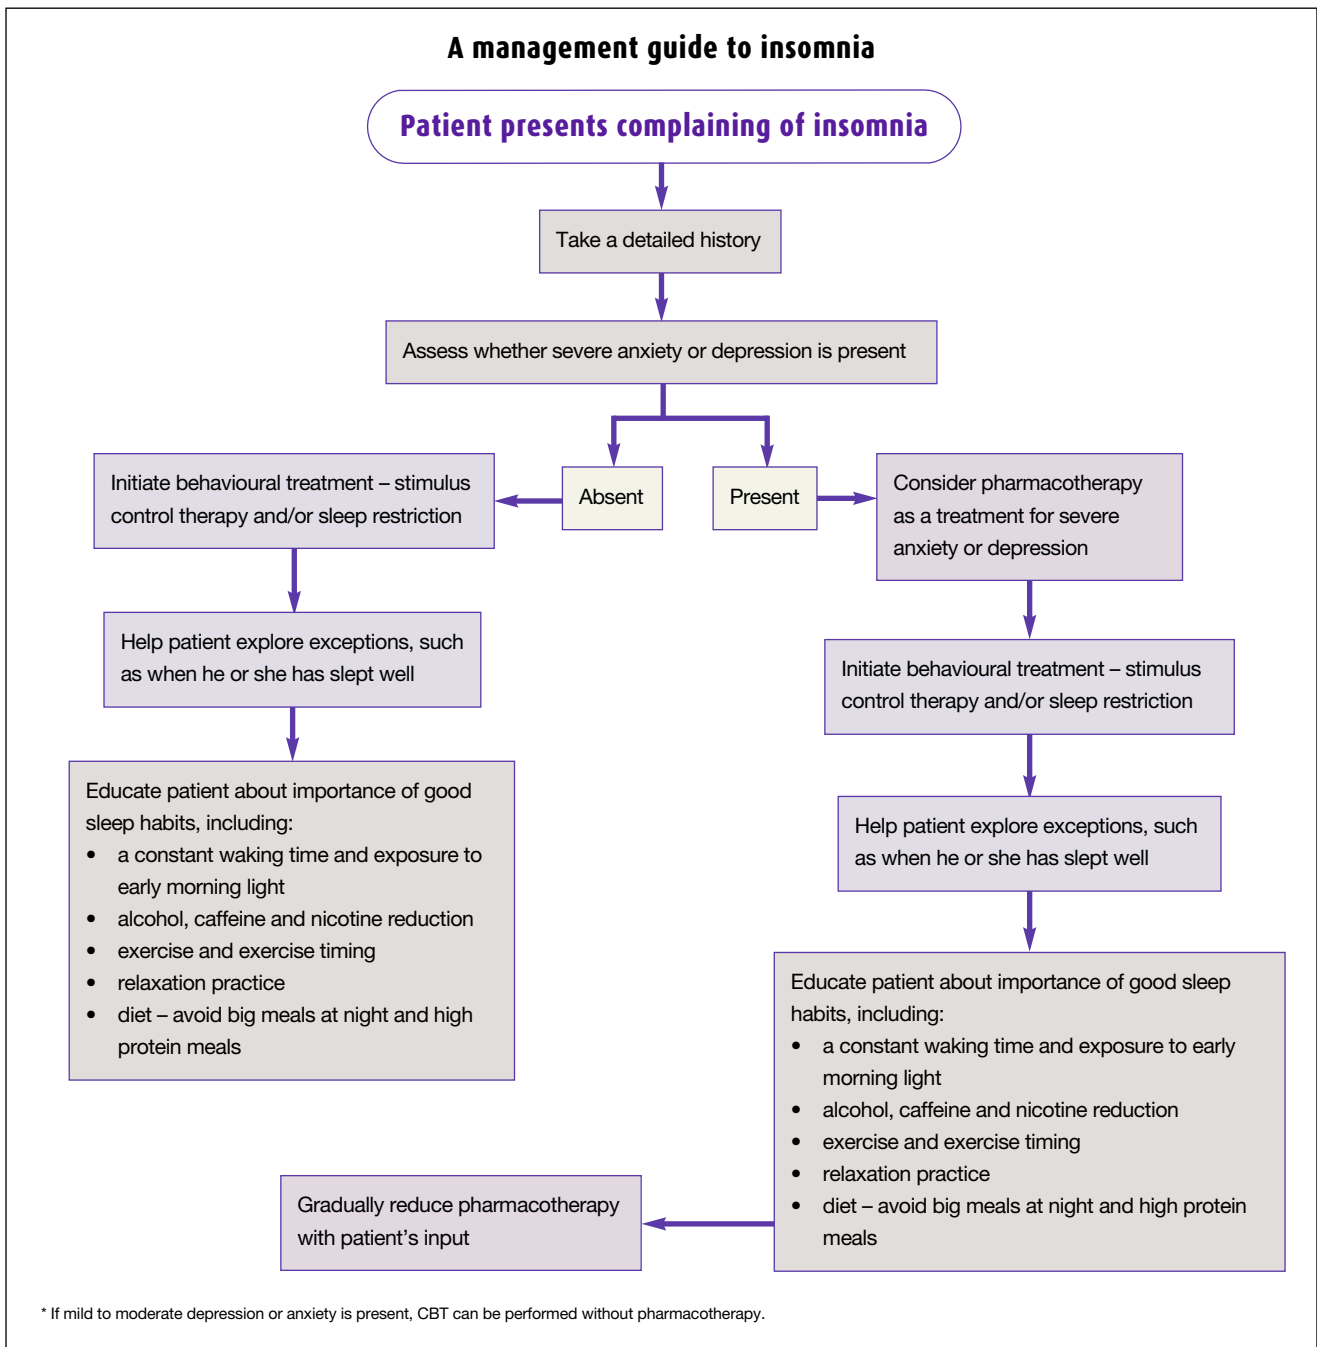 A management guide to insomnia
Patient presents complaining of insomnia
Take a detailed history
Assess whether severe anxiety or depression is present
Absent
Present
Initiate behavioural treatment – stimulus
control therapy and/or sleep restriction
Help patient explore exceptions, such
as when he or she has slept well
Educate patient about importance of good
sleep habits, including:
• a constant waking time and exposure to
early morning light
• alcohol, caffeine and nicotine reduction
• exercise and exercise timing
• relaxation practice
• diet – avoid big meals at night and high
protein meals
Consider pharmacotherapy
as a treatment for severe
anxiety or depression
Initiate behavioural treatment – stimulus
control therapy and/or sleep restriction
Help patient explore exceptions, such
as when he or she has slept well
Educate patient about importance of good sleep
habits, including:
• a constant waking time and exposure to early
morning light
• alcohol, caffeine and nicotine reduction
• exercise and exercise timing
• relaxation practice
• diet – avoid big meals at night and high protein
meals
Gradually reduce pharmacotherapy
with patient’s input
* If mild to moderate depression or anxiety is present, CBT can be performed without pharmacotherapy.